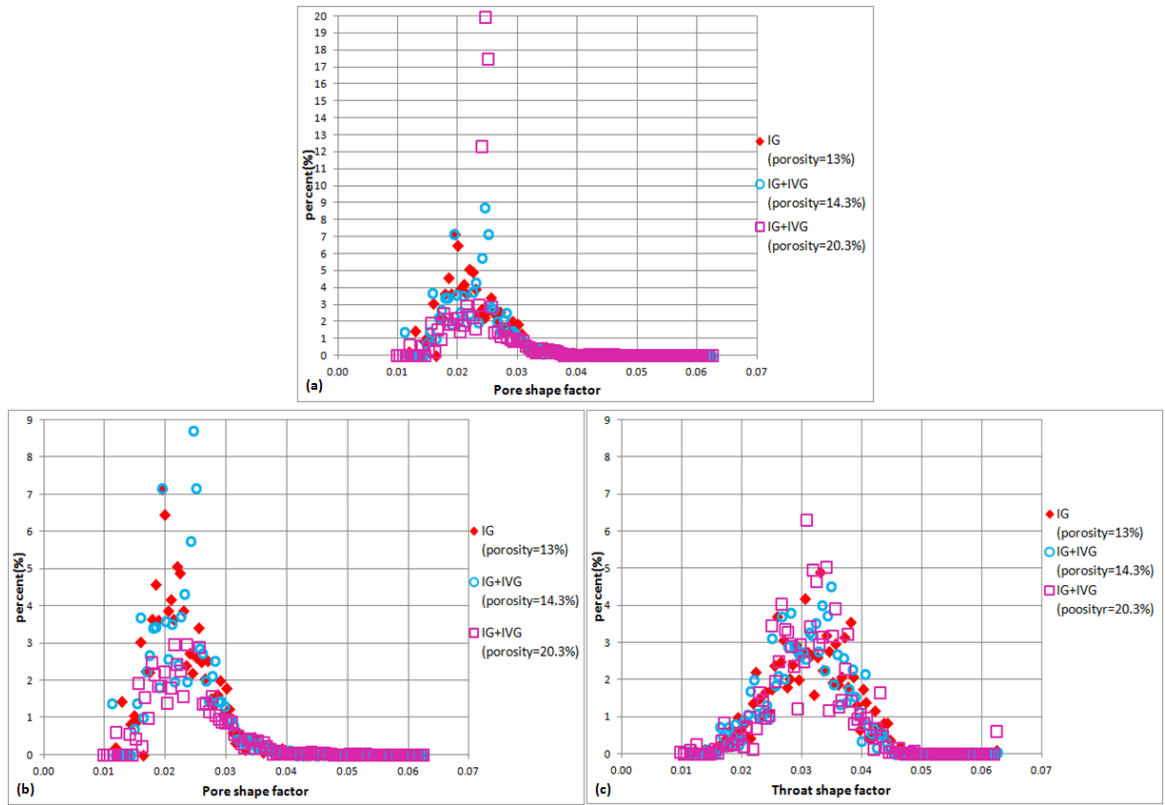 20
19
18
17
16
15
14
13
12
11
10
9
8
7
6
5
4
3
2
1
0
percent(%)
0.00 0.01 0.02 0.03 0.04 0.05 0.06 0.07
Pore shape factor
(a)
IG
(porosity=13%)
IG+IVG
(porosity=14.3%)
IG+IVG
(porosity=20.3%)
9
8
7
6
5
4
3
2
1
0
percent(%)
0.00 0.01 0.02 0.03 0.04 0.05 0.06 0.07
(b)
Pore shape factor
IG
(porosity=13%)
IG+IVG
(porosity=14.3%)
IG+IVG
(porosity=20.3%)
9
8
7
6
5
4
3
2
1
0
percent(%)
0.00 0.01 0.02 0.03 0.04 0.05 0.06 0.07
(c)
Throat shape factor
IG
(porosity=13%)
IG+IVG
(porosity=14.3%)
IG+IVG
(poosityr=20.3%)